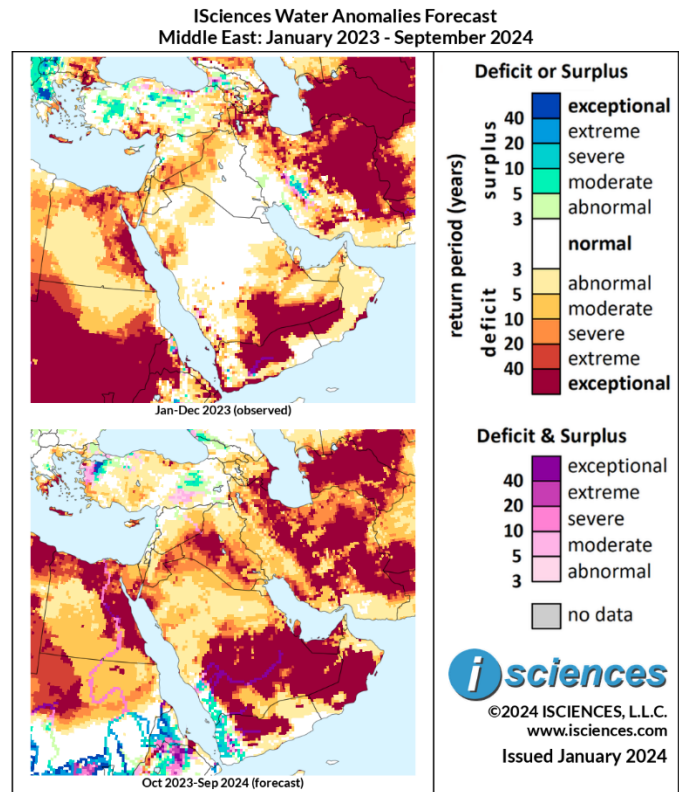 ISciences Water Anomalies Forecast
Middle East: January 2023 - September 2024
Jan-Dec 2023 (observed)
Oct 2023-Sep 2024 (forecast)
Deficit or Surplus
return period (years)
surplus
deficit
40
20
10
5
3
3
5
10
20
40
exceptional
extreme
severe
moderate
abnormal
normal
abnormal
moderate
severe
extreme
exceptional
Deficit & Surplus
40
20
10
5
3
exceptional
extreme
severe
moderate
abnormal
no data
i sciences
©2024 ISCIENCES, L.L.C.
www.isciences.com
Issued January 2024